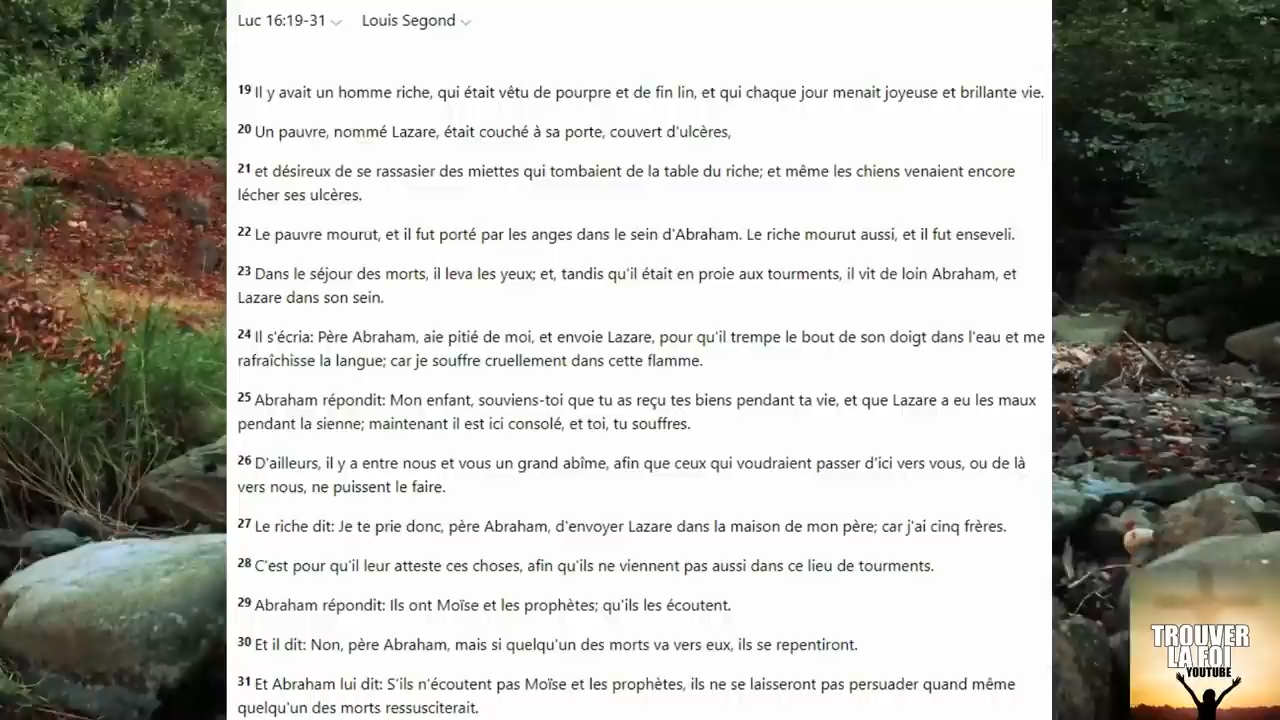 Luc 16:19-31 Louis Segond
19 Il y avait un homme riche, qui était vêtu de pourpre et de fin lin, et qui chaque jour menait joyeuse et brillante vie.
20 Un pauvre, nommé Lazare, était couché à sa porte, couvert d'ulcères,
21 et désireux de se rassasier des miettes qui tombaient de la table du riche; et même les chiens venaient encore
lécher ses ulcères.
22 Le pauvre mourut, et il fut porté par les anges dans le sein d'Abraham. Le riche mourut aussi, et il fut enseveli.
23 Dans le séjour des morts, il leva les yeux; et, tandis qu'il était en proie aux tourments, il vit de loin Abraham, et
Lazare dans son sein.
24 Il s'écria: Père Abraham, aie pitié de moi, et envoie Lazare, pour qu'il trempe le bout de son doigt dans l'eau et me
rafraîchisse la langue; car je souffre cruellement dans cette flamme.
25 Abraham répondit: Mon enfant, souviens-toi que tu as reçu tes biens pendant ta vie, et que Lazare a eu les maux
pendant la sienne; maintenant il est ici consolé, et toi, tu souffres.
26 D'ailleurs, il y a entre nous et vous un grand abîme, afin que ceux qui voudraient passer d'ici vers vous, ou de là
vers nous, ne puissent le faire.
27 Le riche dit: Je te prie donc, père Abraham, d'envoyer Lazare dans la maison de mon père; car j'ai cinq frères.
28 C'est pour qu'il leur atteste ces choses, afin qu'ils ne viennent pas aussi dans ce lieu de tourments.
29 Abraham répondit: Ils ont Moïse et les prophètes; qu'ils les écoutent.
30 Et il dit: Non, père Abraham, mais si quelqu'un des morts va vers eux, ils se repentiront.
31 Et Abraham lui dit: S'ils n'écoutent pas Moïse et les prophètes, ils ne se laisseront pas persuader quand même
quelqu'un des morts ressusciterait.
TROUVER
LA FOI
YOUTUBE